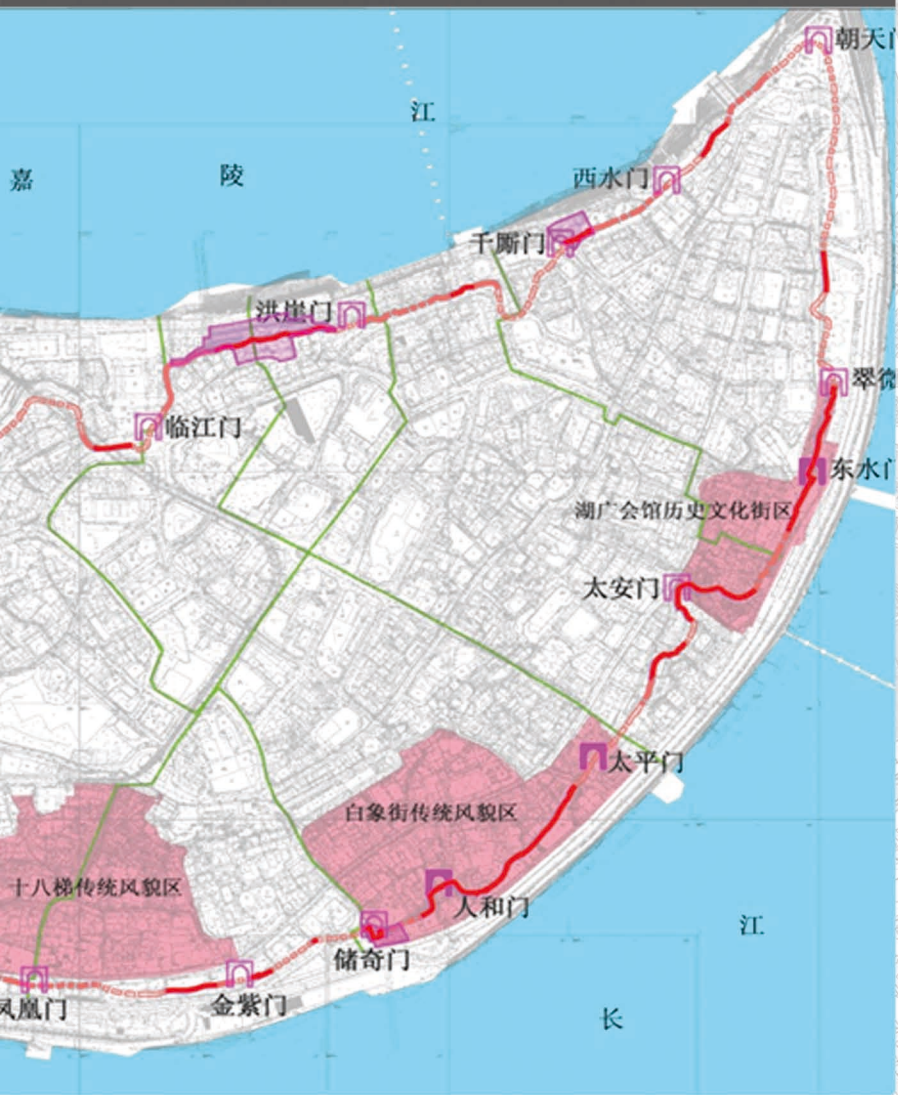 朝天门
江
嘉
陵
西水门
千厮门
洪崖门
翠微
临江门
东水门
湖广会馆历史文化街区
太安门
太平门
白象街传统风貌区
十八梯传统风貌区
人和门
江
储奇门
金紫门
凤凰门
长